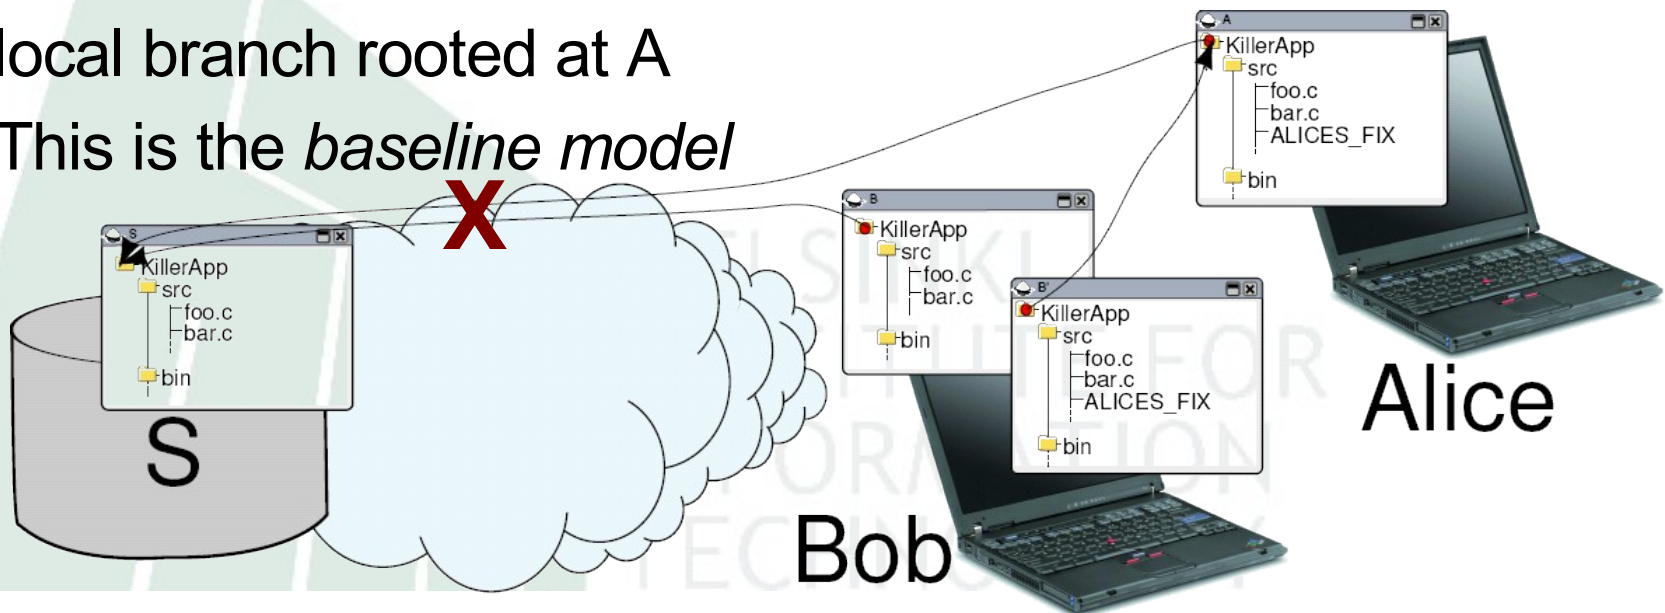 local branch rooted at A
This is the baseline model
X
A
KillerApp
src
foo.c
bar.c
ALICES_FIX
bin
B
KillerApp
src
foo.c
bar.c
bin
B'
KillerApp
src
foo.c
bar.c
ALICES_FIX
bin
S
KillerApp
src
foo.c
bar.c
bin
S
Alice
Bob